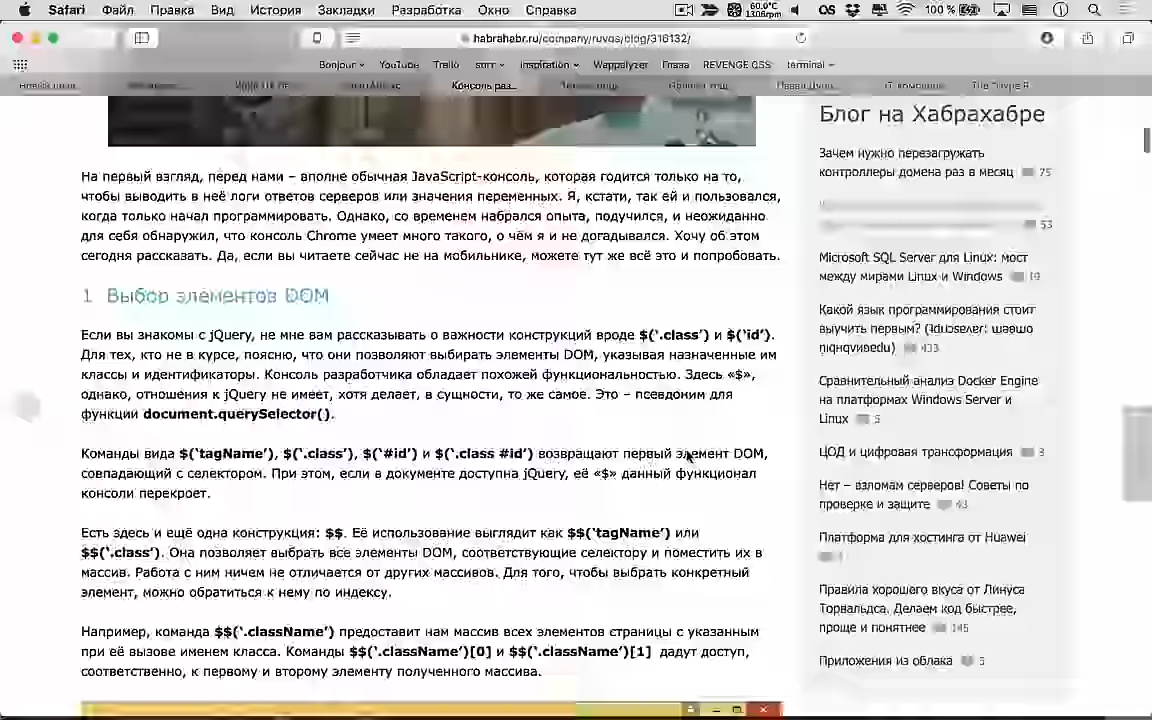 Safari Файл Правка Вид История Закладки Разработка Окно Справка 60.0°C 1306rpm QS 100 %
habrahabr.ru/company/ruvds/blog/316132/
Bonjour YouTube Trello Inspiration Wappalyzer Глава REVENGE QSS terminal
Консоль раз...
Блог на Хабрахабре
Зачем нужно перезагружать
контроллеры домена раз в месяц 75
53
Microsoft SQL Server для Linux: мост
между мирами Linux и Windows 19
Какой язык программирования стоит
выучить первым?
433
Сравнительный анализ Docker Engine
на платформах Windows Server и
Linux 5
ЦОД и цифровая трансформация 3
Нет – взломам серверов! Советы по
проверке и защите 43
Платформа для хостинга от Huawei
Правила хорошего вкуса от Линуса
Торвальдса. Делаем код быстрее,
проще и понятнее 145
Приложения из облака 5
На первый взгляд, перед нами – вполне обычная JavaScript-консоль, которая годится только на то,
чтобы выводить в неё логи ответов серверов или значения переменных. Я, кстати, так ей и пользовался,
когда только начал программировать. Однако, со временем набрался опыта, подучился, и неожиданно
для себя обнаружил, что консоль Chrome умеет много такого, о чём я и не догадывался. Хочу об этом
сегодня рассказать. Да, если вы читаете сейчас не на мобильнике, можете тут же всё это и попробовать.
1 Выбор элементов DOM
Если вы знакомы с jQuery, не мне вам рассказывать о важности конструкций вроде $('.class') и $('id').
Для тех, кто не в курсе, поясню, что они позволяют выбирать элементы DOM, указывая назначенные им
классы и идентификаторы. Консоль разработчика обладает похожей функциональностью. Здесь «$»,
однако, отношения к jQuery не имеет, хотя делает, в сущности, то же самое. Это – псевдоним для
функции document.querySelector().
Команды вида $('tagName'), $('.class'), $('#id') и $('.class #id') возвращают первый элемент DOM,
совпадающий с селектором. При этом, если в документе доступна jQuery, её «$» данный функционал
консоли перекроет.
Есть здесь и ещё одна конструкция: $$. Её использование выглядит как $$('tagName') или
$$('.class'). Она позволяет выбрать все элементы DOM, соответствующие селектору и поместить их в
массив. Работа с ним ничем не отличается от других массивов. Для того, чтобы выбрать конкретный
элемент, можно обратиться к нему по индексу.
Например, команда $$('.className') предоставит нам массив всех элементов страницы с указанным
при её вызове именем класса. Команды $$('.className')[0] и $$('.className')[1] дадут доступ,
соответственно, к первому и второму элементу полученного массива.